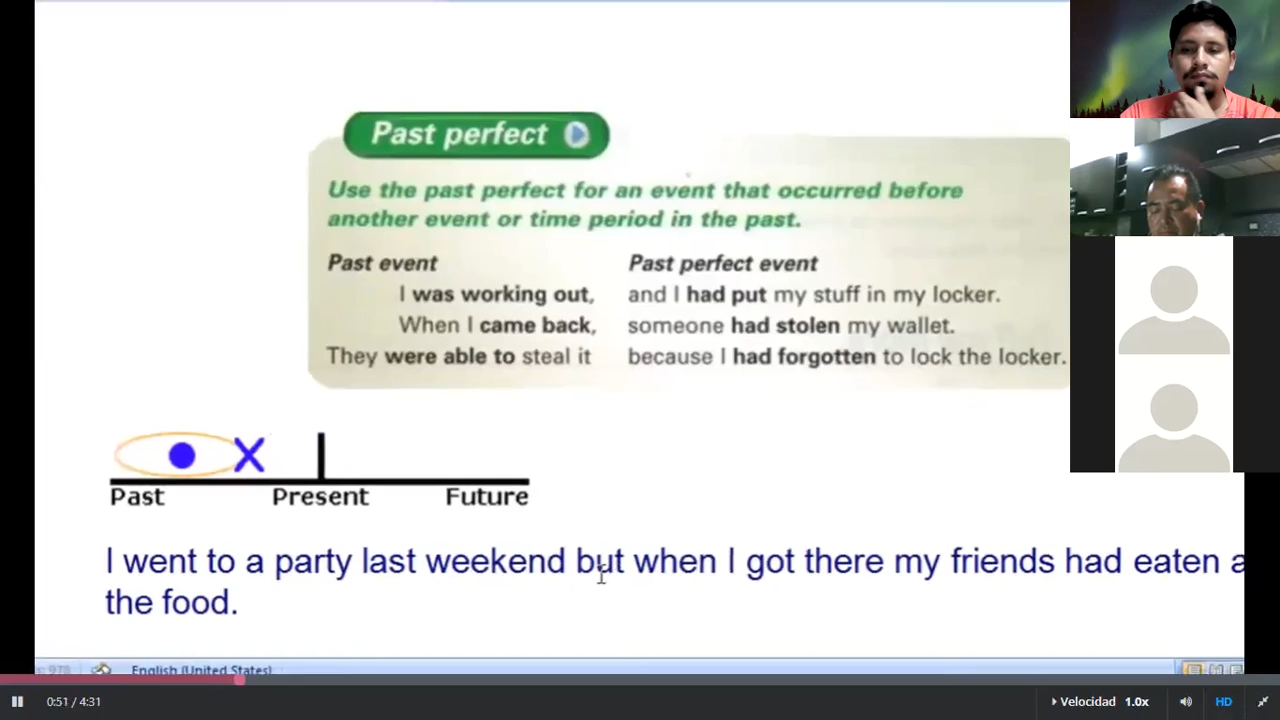 Past perfect
Use the past perfect for an event that occurred before
another event or time period in the past.
Past event Past perfect event
I was working out, and I had put my stuff in my locker.
When I came back, someone had stolen my wallet.
They were able to steal it because I had forgotten to lock the locker.
Past Present Future
I went to a party last weekend but when I got there my friends had eaten
the food.
English (United States)
0:51 / 4:31 Velocidad 1.0x HD